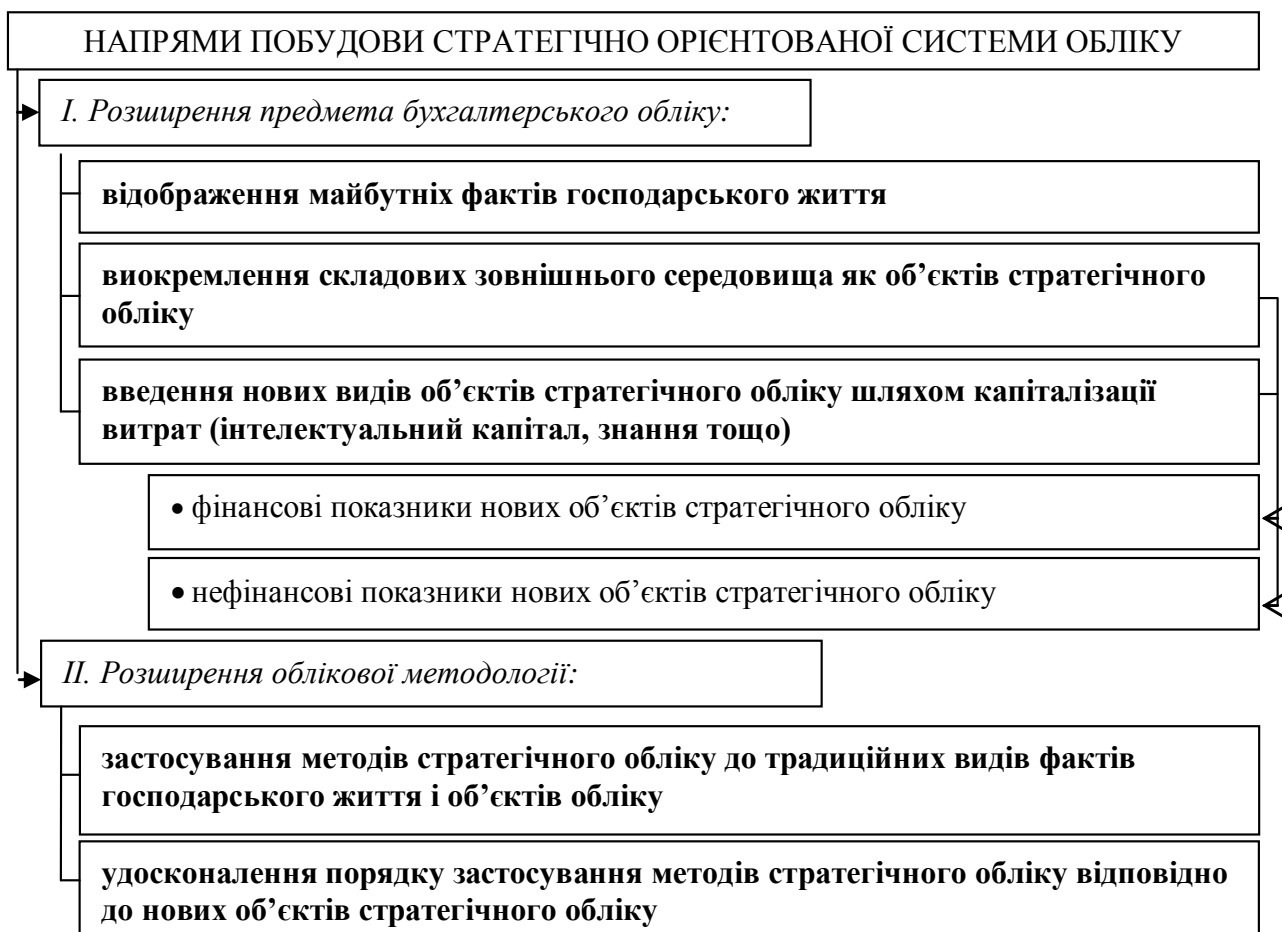 НАПРЯМИ ПОБУДОВИ СТРАТЕГІЧНО ОРІЄНТОВАНОЇ СИСТЕМИ ОБЛІКУ
І. Розширення предмета бухгалтерського обліку:
відображення майбутніх фактів господарського життя
виокремлення складових зовнішнього середовища як об’єктів стратегічного
обліку
введення нових видів об’єктів стратегічного обліку шляхом капіталізації
витрат (інтелектуальний капітал, знання тощо)
• фінансові показники нових об’єктів стратегічного обліку
• нефінансові показники нових об’єктів стратегічного обліку
ІІ. Розширення облікової методології:
застосування методів стратегічного обліку до традиційних видів фактів
господарського життя і об’єктів обліку
удосконалення порядку застосування методів стратегічного обліку відповідно
до нових об’єктів стратегічного обліку